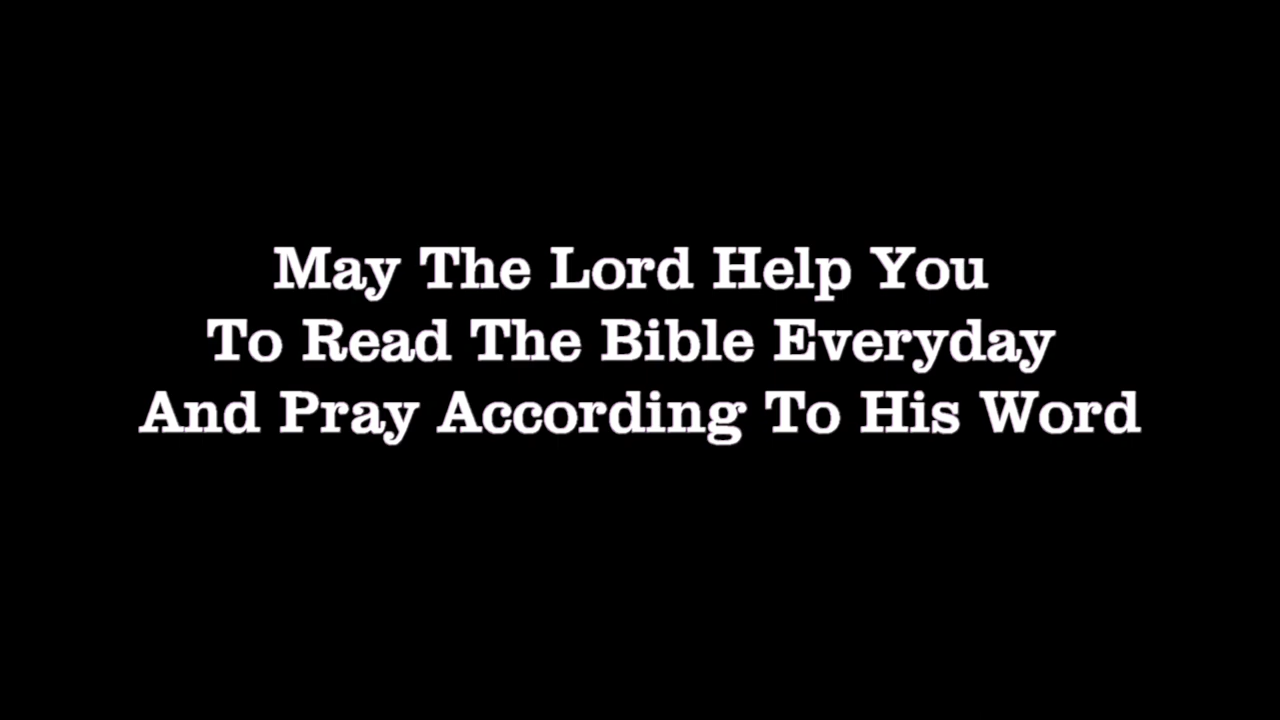 May The Lord Help You
To Read The Bible Everyday
And Pray According To His Word